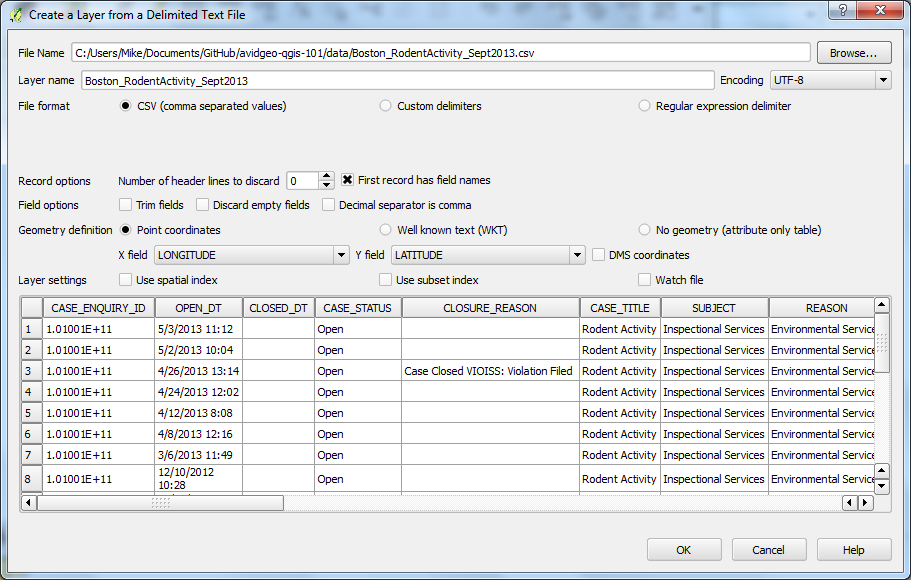 Create a Layer from a Delimited Text File
File Name C:/Users/Mike/Documents/GitHub/avidgeo-qgis-101/data/Boston_RodentActivity_Sept2013.csv Browse...
Layer name Boston_RodentActivity_Sept2013 Encoding UTF-8
File format CSV (comma separated values) Custom delimiters Regular expression delimiter
Record options Number of header lines to discard 0 First record has field names
Field options Trim fields Discard empty fields Decimal separator is comma
Geometry definition Point coordinates Well known text (WKT) No geometry (attribute only table)
X field LONGITUDE Y field LATITUDE DMS coordinates
Layer settings Use spatial index Use subset index Watch file
CASE_ENQUIRY_ID OPEN_DT CLOSED_DT CASE_STATUS CLOSURE_REASON CASE_TITLE SUBJECT REASON
1 1.01001E+11 5/3/2013 11:12 Open Rodent Activity Inspectional Services Environmental Service
2 1.01001E+11 5/2/2013 10:04 Open Rodent Activity Inspectional Services Environmental Service
3 1.01001E+11 4/26/2013 13:14 Open Case Closed VIOISS: Violation Filed Rodent Activity Inspectional Services Environmental Service
4 1.01001E+11 4/24/2013 12:02 Open Rodent Activity Inspectional Services Environmental Service
5 1.01001E+11 4/12/2013 8:08 Open Rodent Activity Inspectional Services Environmental Service
6 1.01001E+11 4/8/2013 12:16 Open Rodent Activity Inspectional Services Environmental Service
7 1.01001E+11 3/6/2013 11:49 Open Rodent Activity Inspectional Services Environmental Service
8 1.01001E+11 12/10/2012 10:28 Open Rodent Activity Inspectional Services Environmental Service
OK Cancel Help